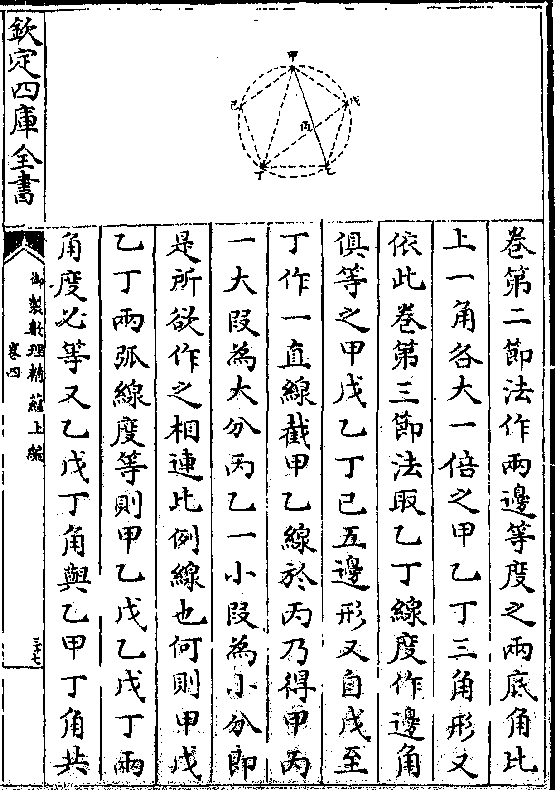 卷第二節法作兩邊等度之兩底角比
上一角各大一倍之甲乙丁三角形又
依此卷第三節法取乙丁線度作邊角
俱等之甲戊乙丁己五邊形又自戊至
丁作一直線截甲乙線於丙乃得甲丙
一大段為大分丙乙一小段為小分即
是所欲作之相連比例線也何則甲戊
乙丁兩弧線度等則甲乙戊乙戊丁兩
角度必等又乙戊丁角與乙甲丁角共
欽定四庫全書
御製數理精蘊上編
卷四
三十七
甲
戊
己
丙
丁
乙